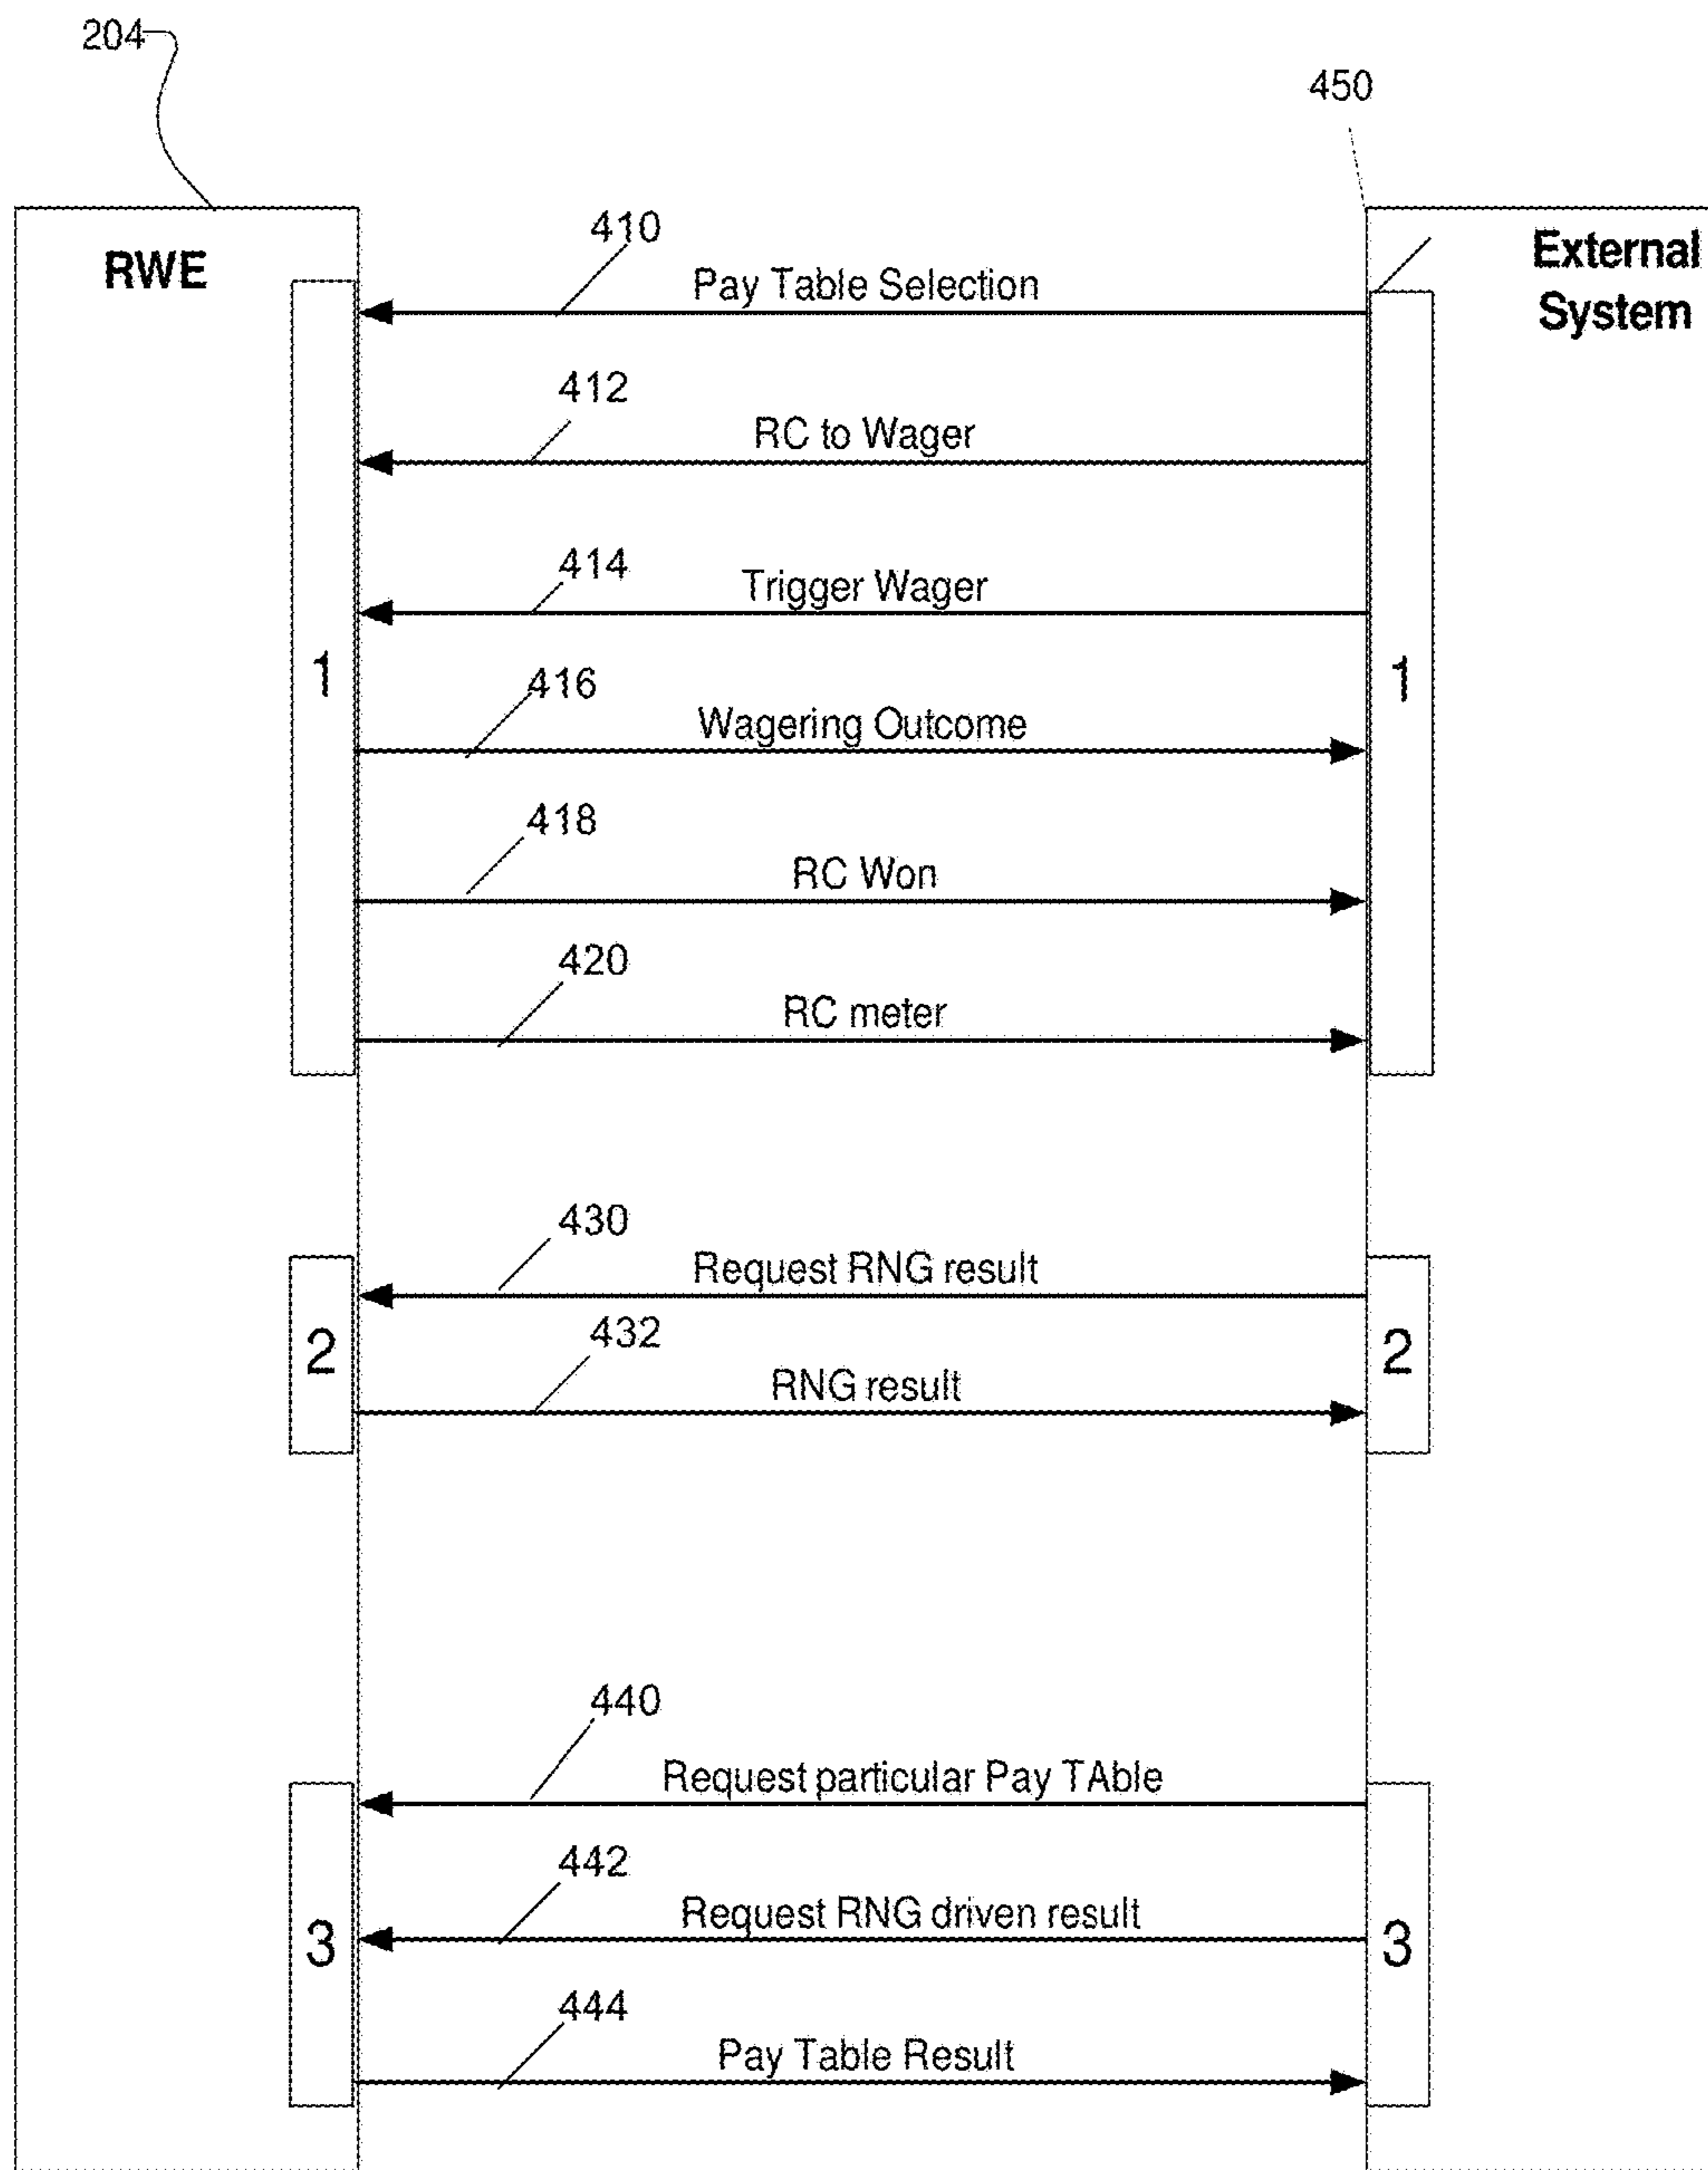 204
450
RWE
External
System
410
Pay Table Selection
412
RC to Wager
414
Trigger Wager
1
1
416
Wagering Outcome
418
RC Won
420
RC meter
430
Request RNG result
2
2
432
RNG result
440
Request particular Pay TAble
442
Request RNG driven result
3
3
444
Pay Table Result